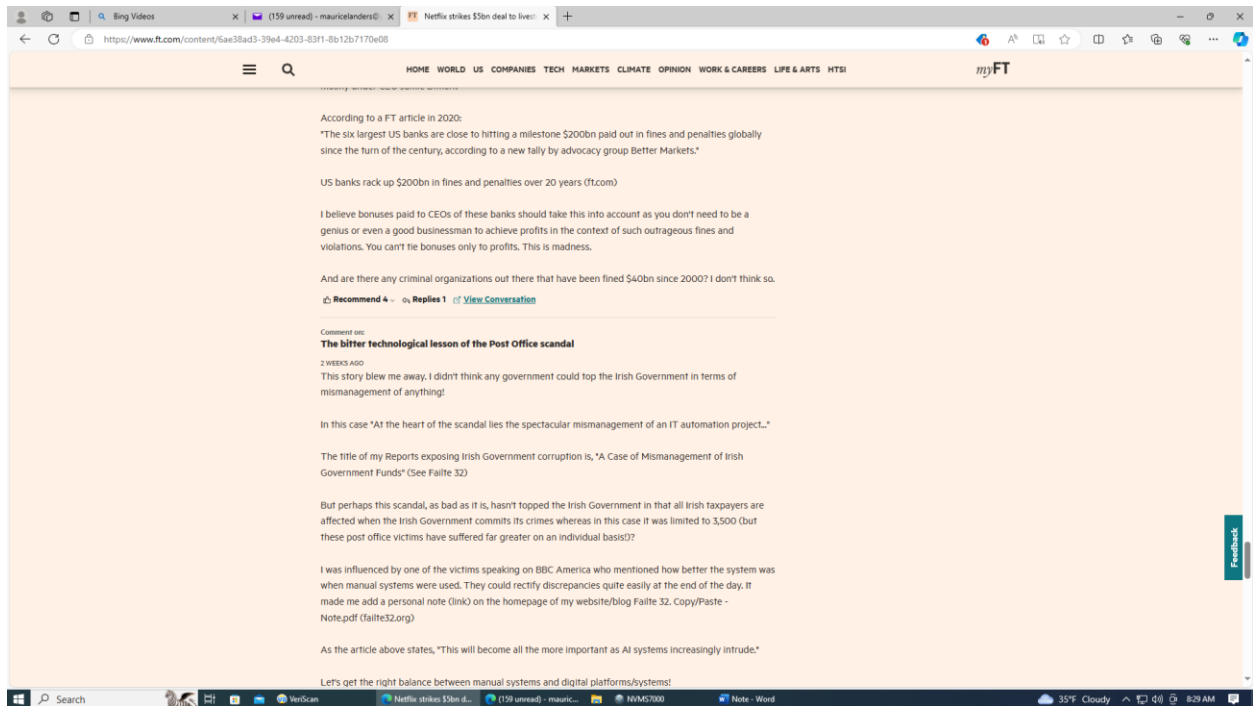 Bing Videos
(159 unread) - mauricelanders@
FT Netflix strikes $5bn deal to livest
https://www.ft.com/content/6ae38ad3-39e4-4203-83f1-8b12b7170e08
HOME WORLD US COMPANIES TECH MARKETS CLIMATE OPINION WORK & CAREERS LIFE & ARTS HTSI
myFT
According to a FT article in 2020:
"The six largest US banks are close to hitting a milestone $200bn paid out in fines and penalties globally
since the turn of the century, according to a new tally by advocacy group Better Markets."
US banks rack up $200bn in fines and penalties over 20 years (ft.com)
I believe bonuses paid to CEOs of these banks should take this into account as you don't need to be a
genius or even a good businessman to achieve profits in the context of such outrageous fines and
violations. You can't tie bonuses only to profits. This is madness.
And are there any criminal organizations out there that have been fined $40bn since 2000? I don't think so.
Recommend 4 Replies 1 View Conversation
Comment on:
The bitter technological lesson of the Post Office scandal
2 WEEKS AGO
This story blew me away. I didn't think any government could top the Irish Government in terms of
mismanagement of anything!
In this case "At the heart of the scandal lies the spectacular mismanagement of an IT automation project..."
The title of my Reports exposing Irish Government corruption is, "A Case of Mismanagement of Irish
Government Funds" (See Failte 32)
But perhaps this scandal, as bad as it is, hasn't topped the Irish Government in that all Irish taxpayers are
affected when the Irish Government commits its crimes whereas in this case it was limited to 3,500 (but
these post office victims have suffered far greater on an individual basis!)?
Feedback
I was influenced by one of the victims speaking on BBC America who mentioned how better the system was
when manual systems were used. They could rectify discrepancies quite easily at the end of the day. It
made me add a personal note (link) on the homepage of my website/blog Failte 32. Copy/Paste -
Note.pdf (failte32.org)
As the article above states, "This will become all the more important as AI systems increasingly intrude."
Let's get the right balance between manual systems and digital platforms/systems!
Search
VeriScan
Netflix strikes $5bn d...
(159 unread) - mauric...
NVMS7000
Note - Word
35°F Cloudy
8:29 AM